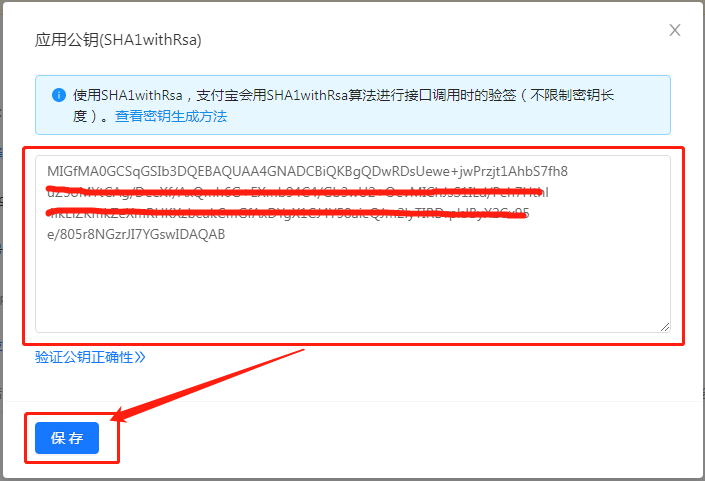 应用公钥(SHA1withRsa)
使用SHA1withRsa，支付宝会用SHA1withRsa算法进行接口调用时的验签（不限制密钥长
度）。查看密钥生成方法
MIGfMA0GCSqGSIb3DQEBAQUAA4GNADCBiQKBgQDwRDsUewe+jwPrzjt1AhbS7fh8
e/805r8NGzrJI7YGswIDAQAB
验证公钥正确性
保 存